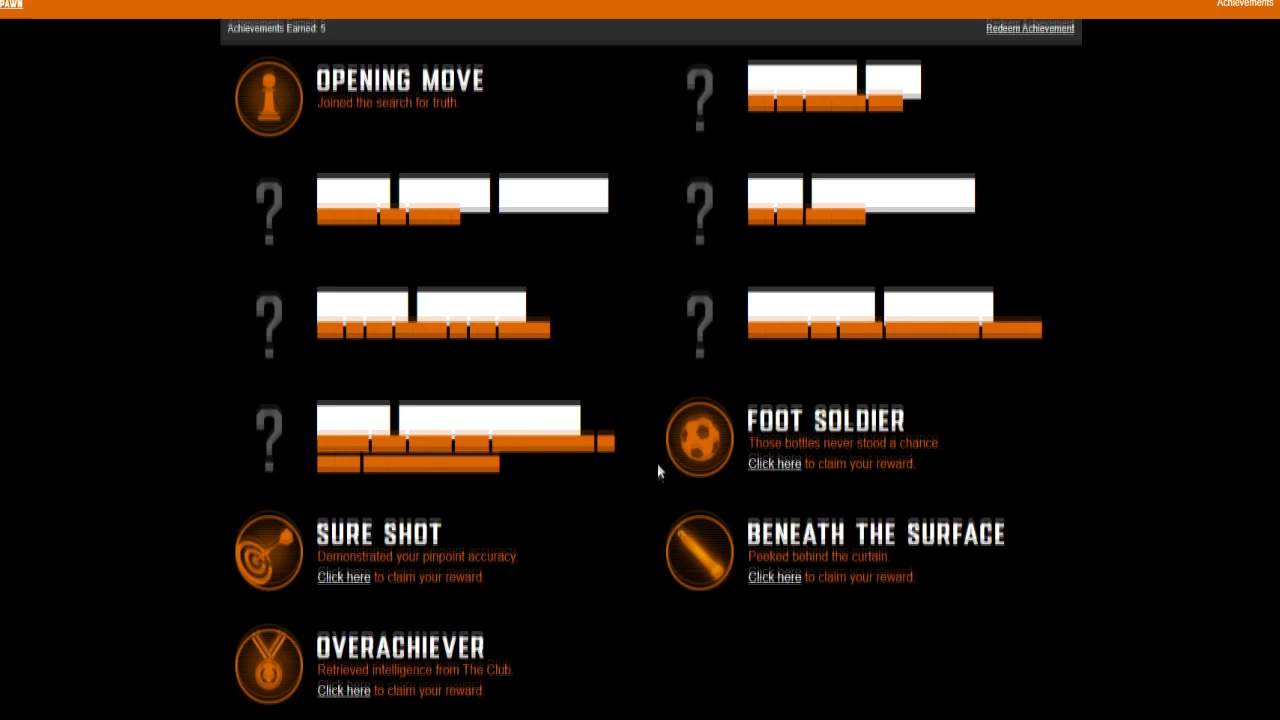 PAWN
Achievements
Achievements Earned: 5
Redeem Achievement
OPENING MOVE
Joined the search for truth.
?
?
?
?
?
?
FOOT SOLDIER
Those bottles never stood a chance.
Click here to claim your reward.
SURE SHOT
Demonstrated your pinpoint accuracy.
Click here to claim your reward.
BENEATH THE SURFACE
Peeked behind the curtain.
Click here to claim your reward.
OVERACHIEVER
Retrieved intelligence from The Club.
Click here to claim your reward.